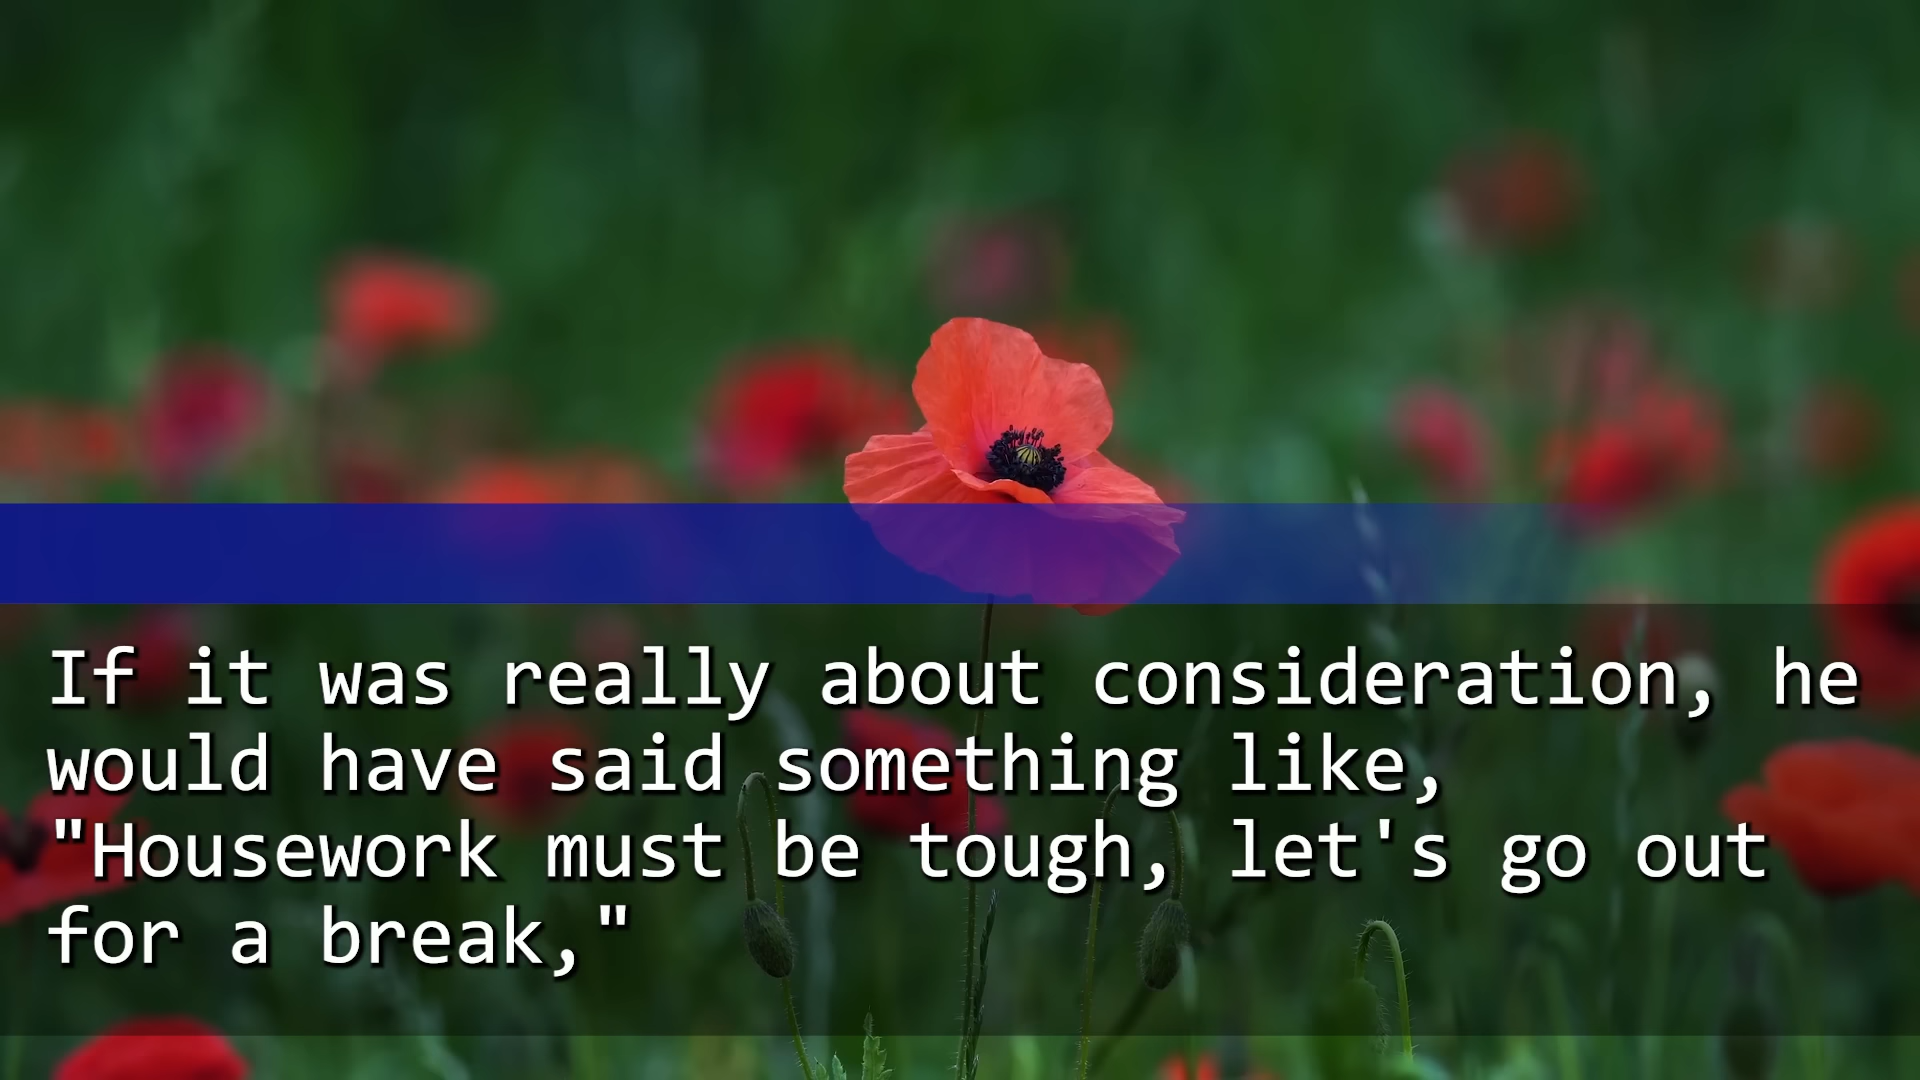 If it was really about consideration, he
would have said something like,
"Housework must be tough, let's go out
for a break,"